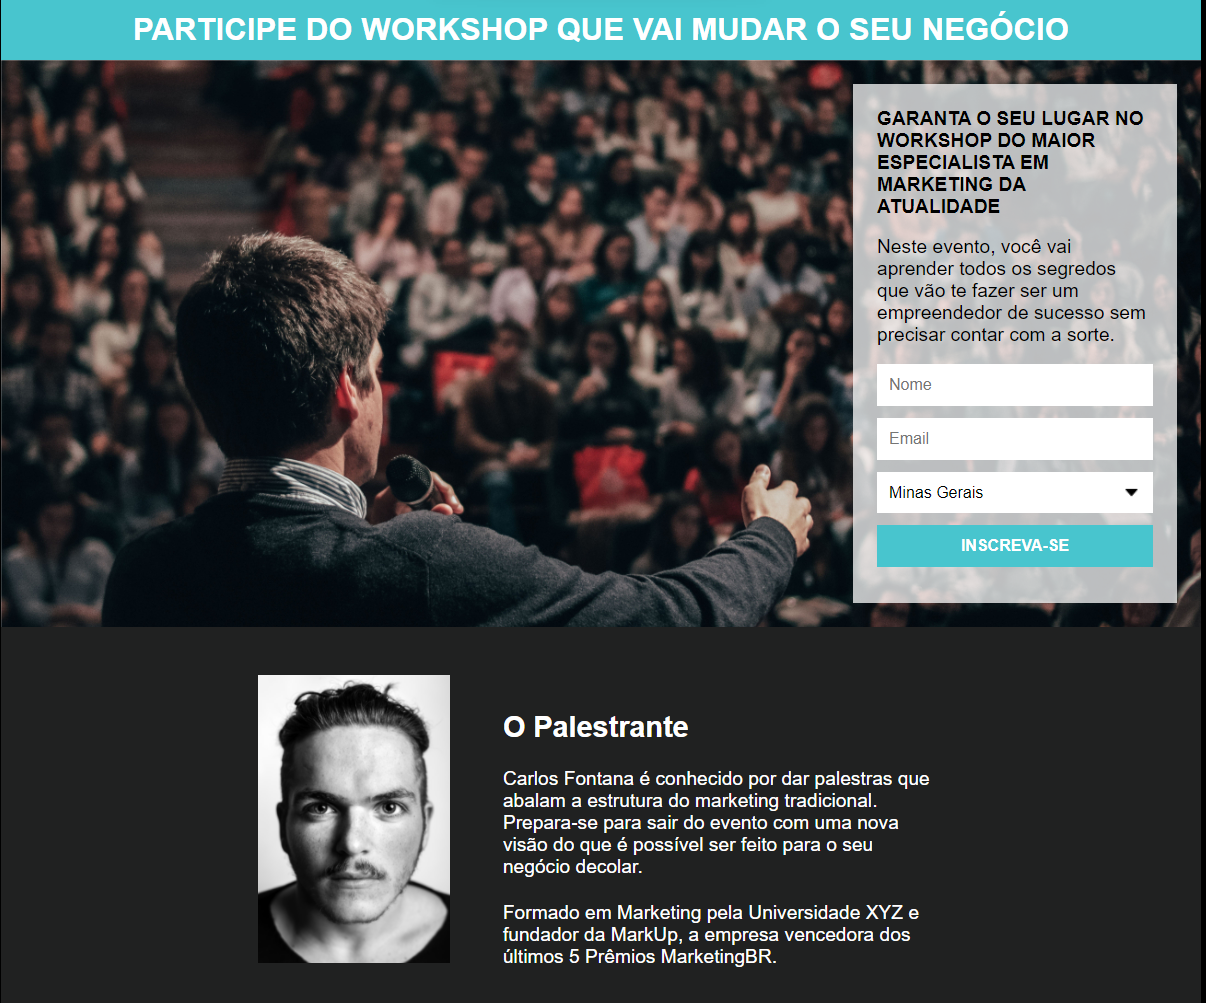 PARTICIPE DO WORKSHOP QUE VAI MUDAR O SEU NEGÓCIO
GARANTA O SEU LUGAR NO
WORKSHOP DO MAIOR
ESPECIALISTA EM
MARKETING DA
ATUALIDADE
Neste evento, você vai
aprender todos os segredos
que vão te fazer ser um
empreendedor de sucesso sem
precisar contar com a sorte.
Nome
Email
Minas Gerais
INSCREVA-SE
O Palestrante
Carlos Fontana é conhecido por dar palestras que
abalam a estrutura do marketing tradicional.
Prepara-se para sair do evento com uma nova
visão do que é possível ser feito para o seu
negócio decolar.
Formado em Marketing pela Universidade XYZ e
fundador da MarkUp, a empresa vencedora dos
últimos 5 Prêmios MarketingBR.